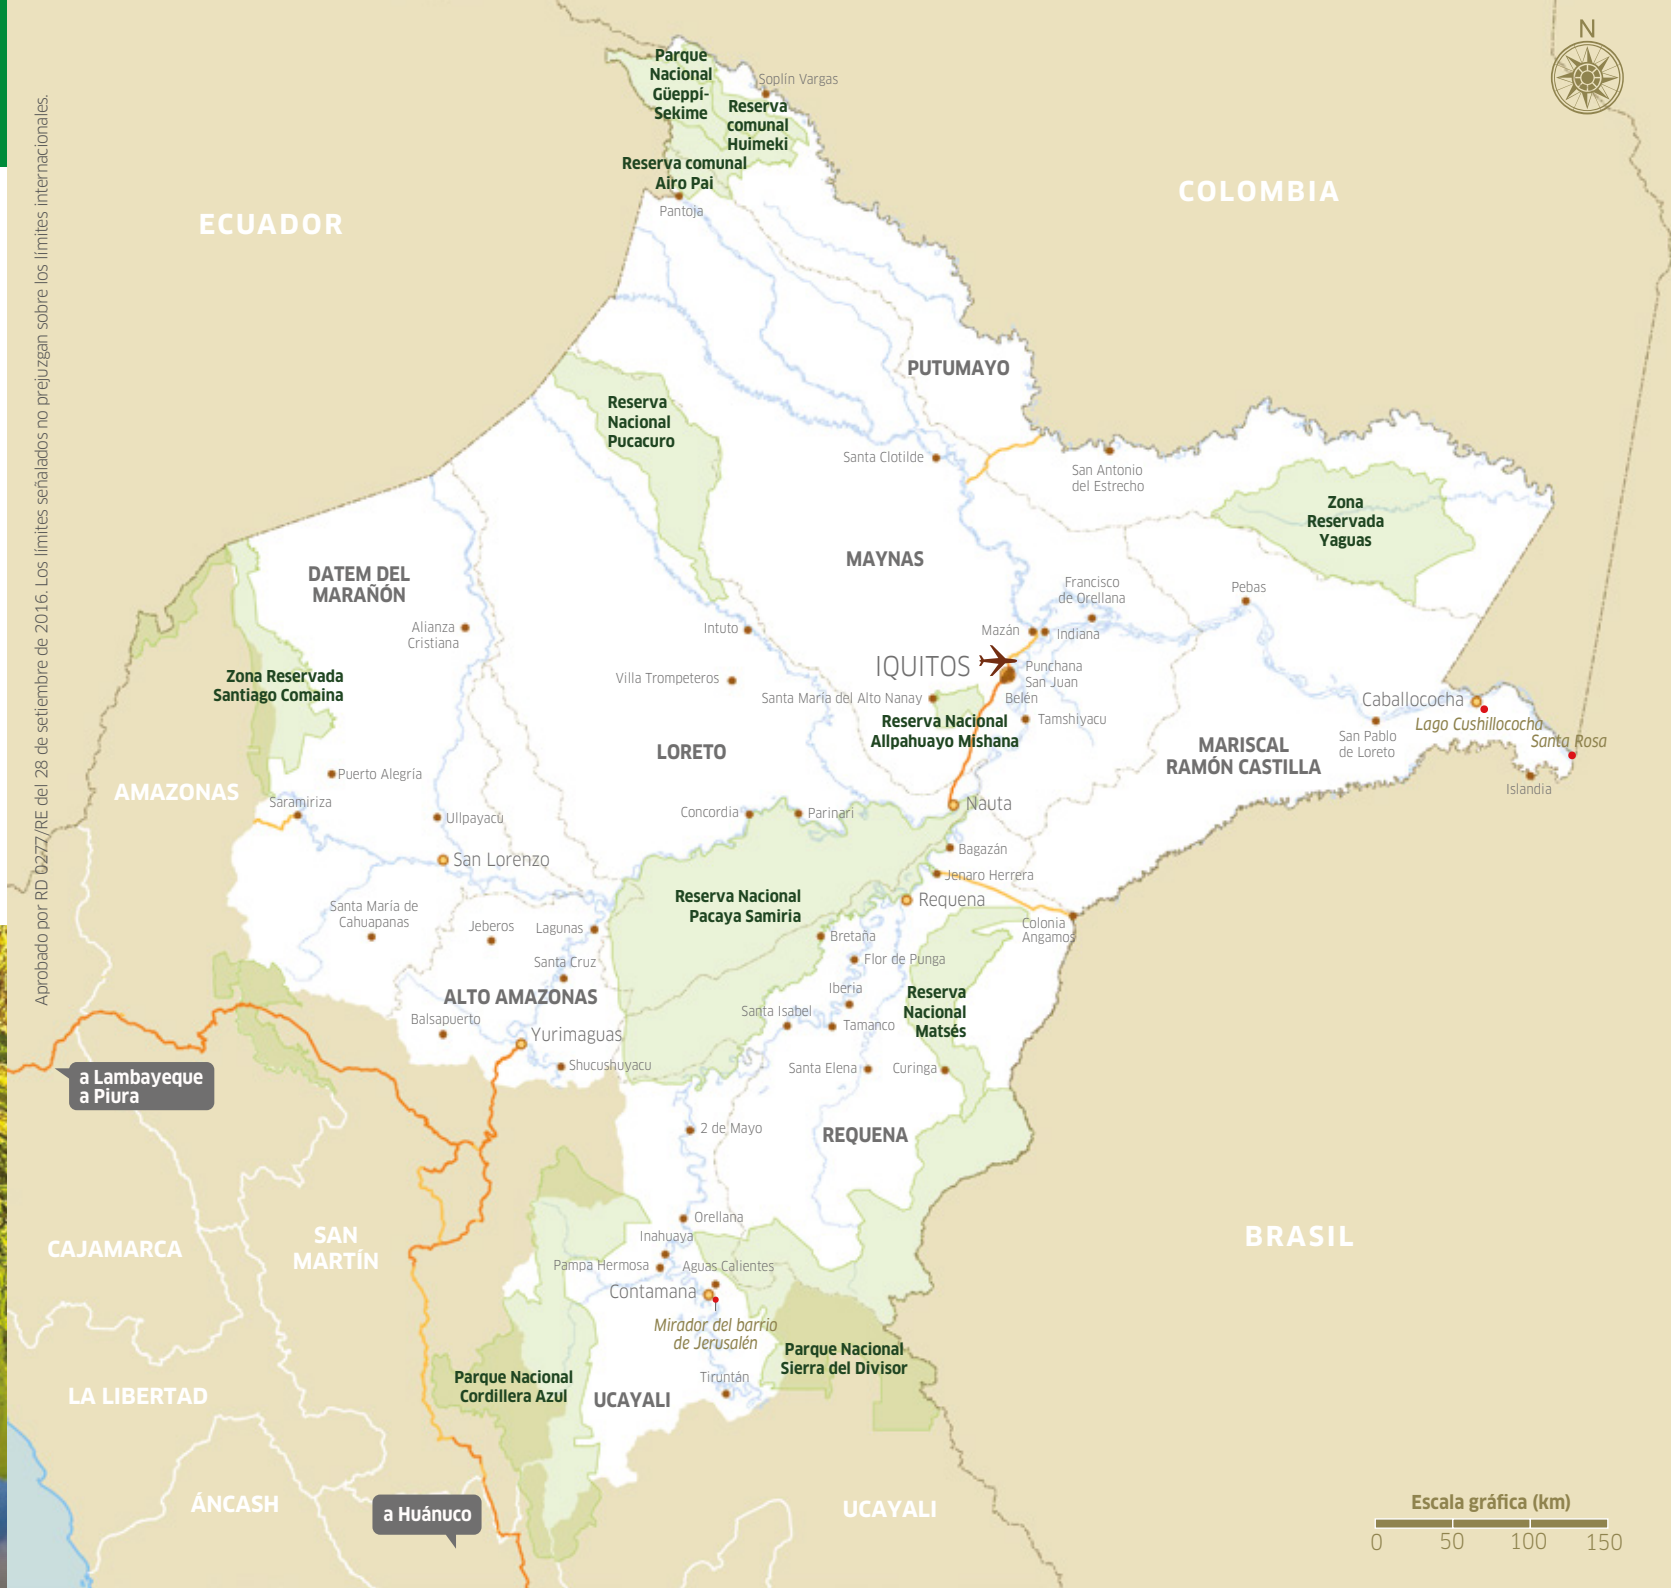 Aprobado por RD 0277/RE del 28 de setiembre de 2016. Los límites señalados no prejuzgan sobre los límites internacionales.
N
Parque
Nacional
Güeppí-
Sekime
Soplín Vargas
Reserva
comunal
Huimeki
Reserva comunal
Airo Pai
Pantoja
ECUADOR
COLOMBIA
PUTUMAYO
Reserva
Nacional
Pucacuro
Santa Clotilde
San Antonio
del Estrecho
Zona
Reservada
Yaguas
MAYNAS
DATEM DEL
MARAÑÓN
Francisco
de Orellana
Pebas
Alianza
Cristiana
Intuto
Mazán
Indiana
IQUITOS
Punchana
San Juan
Belén
Zona Reservada
Santiago Comaina
Villa Trompeteros
Santa María del Alto Nanay
Reserva Nacional
Allpahuayo Mishana
Tamshiyacu
Caballococha
Lago Cushillococha
San Pablo
de Loreto
Santa Rosa
Islandia
LORETO
MARISCAL
RAMÓN CASTILLA
AMAZONAS
Puerto Alegría
Saramiriza
Ullpayacu
Concordia
Parinari
Nauta
San Lorenzo
Bagazán
Jenaro Herrera
Requena
Reserva Nacional
Pacaya Samiria
Santa María de
Cahuapanas
Jeberos
Lagunas
Colonia
Angamos
Bretaña
Flor de Punga
Santa Cruz
Iberia
ALTO AMAZONAS
Reserva
Nacional
Matsés
Balsapuerto
Santa Isabel
Tamanco
Yurimaguas
Shucushuyacu
Santa Elena
Curinga
a Lambayeque
a Piura
2 de Mayo
REQUENA
Orellana
Inahuaya
Pampa Hermosa
Aguas Calientes
Contamana
Mirador del barrio
de Jerusalén
CAJAMARCA
SAN
MARTÍN
BRASIL
Parque Nacional
Sierra del Divisor
Parque Nacional
Cordillera Azul
Tiruntán
UCAYALI
LA LIBERTAD
ÁNCASH
a Huánuco
UCAYALI
Escala gráfica (km)
0 50 100 150